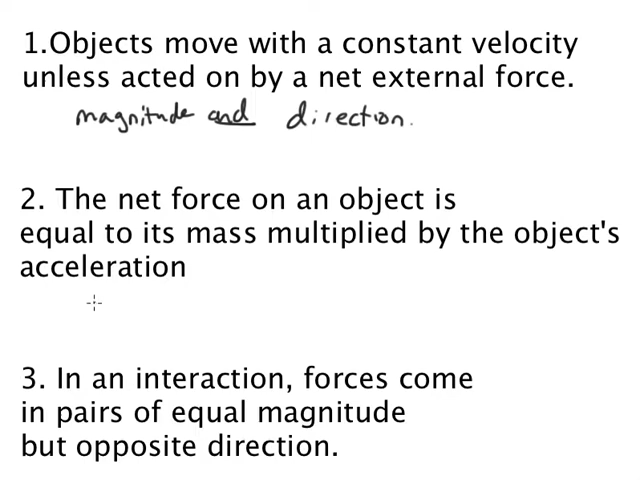 1.Objects move with a constant velocity
unless acted on by a net external force.
magnitude and direction.
2. The net force on an object is
equal to its mass multiplied by the object's
acceleration
3. In an interaction, forces come
in pairs of equal magnitude
but opposite direction.